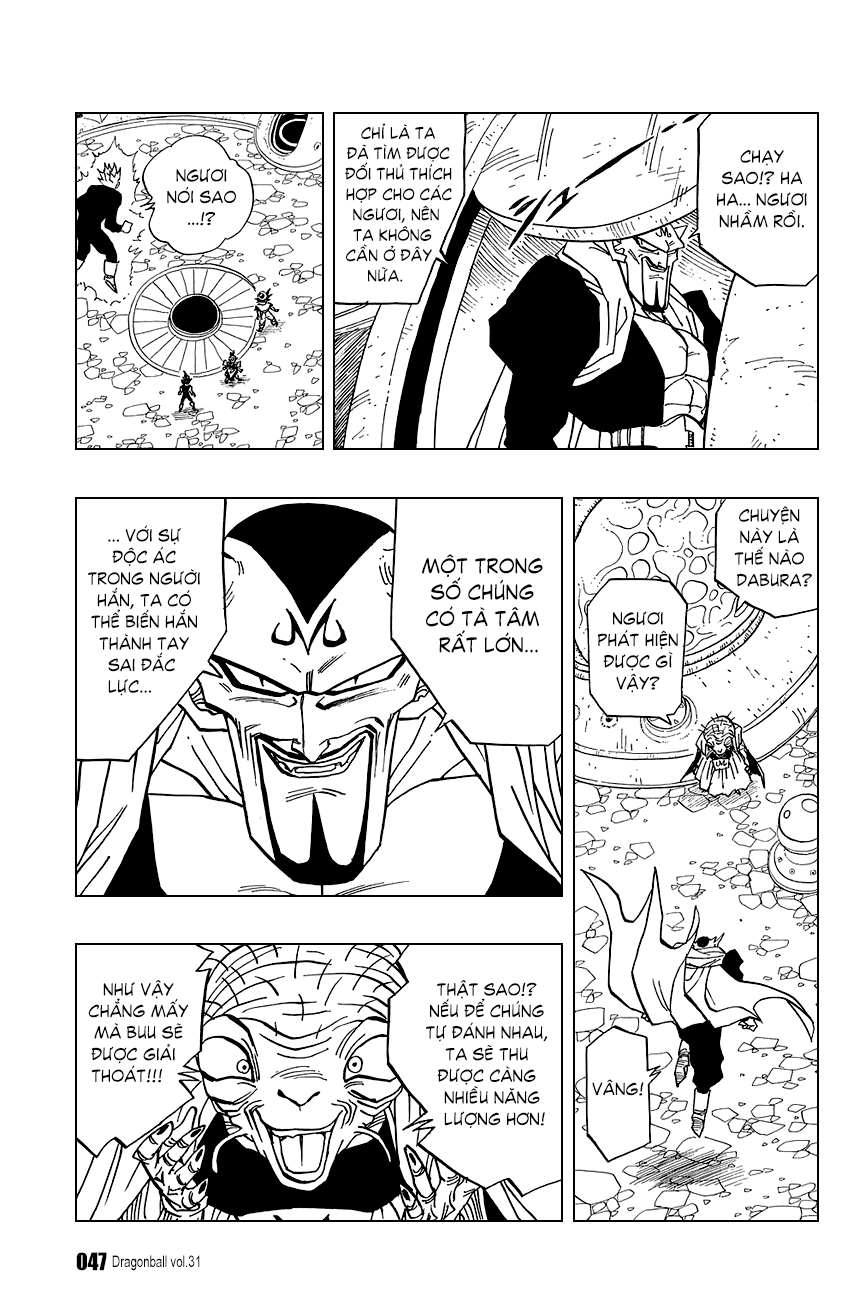 CHẠY
SAO!? HA
HA... NGƯƠI
NHẦM RỒI.
CHỈ LÀ TA
ĐÃ TÌM ĐƯỢC
ĐỐI THỦ THÍCH
HỢP CHO CÁC
NGƯƠI, NÊN
TA KHÔNG
CẦN Ở ĐÂY
NỮA.
NGƯƠI
NÓI SAO
...!?
CHUYỆN
NÀY LÀ
THẾ NÀO
DABURA?
NGƯƠI
PHÁT HIỆN
ĐƯỢC GÌ
VẬY?
VÂNG!
MỘT TRONG
SỐ CHÚNG
CÓ TÀ TÂM
RẤT LỚN...
... VỚI SỰ
ĐỘC ÁC
TRONG NGƯỜI
HẮN, TA CÓ
THỂ BIẾN HẮN
THÀNH TAY
SAI ĐẮC
LỰC...
THẬT SAO!?
NẾU ĐỂ CHÚNG
TỰ ĐÁNH NHAU,
TA SẼ THU
ĐƯỢC CÀNG
NHIỀU NĂNG
LƯỢNG HƠN!
NHƯ VẬY
CHẲNG MẤY
MÀ BUU SẼ
ĐƯỢC GIẢI
THOÁT!!!
047 Dragonball vol.31